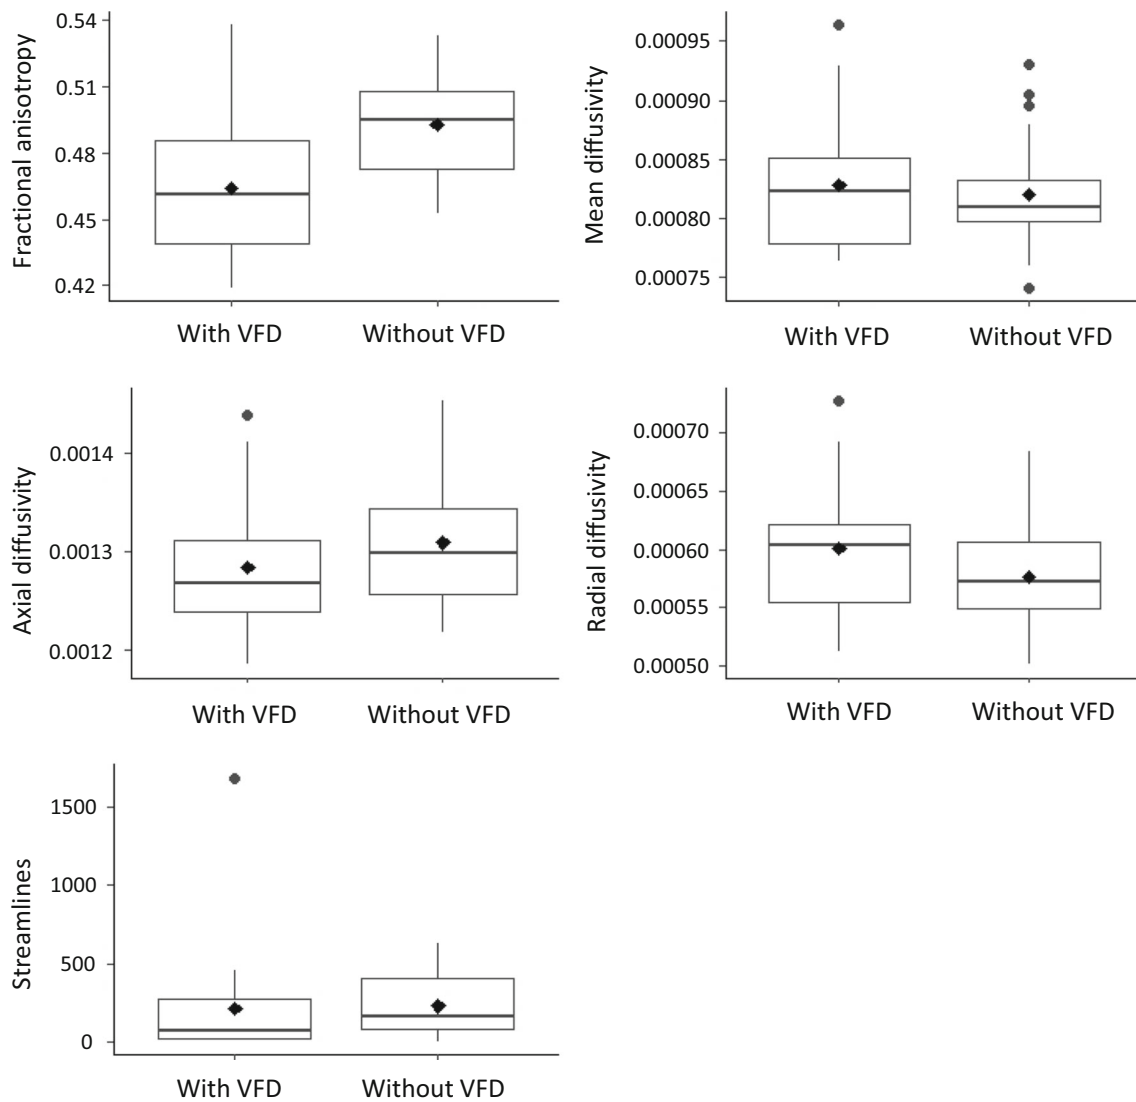 Fractional anisotropy
0.54
0.51
0.48
0.45
0.42
With VFD
Without VFD
Mean diffusivity
0.00095
0.00090
0.00085
0.00080
0.00075
With VFD
Without VFD
Axial diffusivity
0.0014
0.0013
0.0012
With VFD
Without VFD
Radial diffusivity
0.00070
0.00065
0.00060
0.00055
0.00050
With VFD
Without VFD
Streamlines
1500
1000
500
0
With VFD
Without VFD